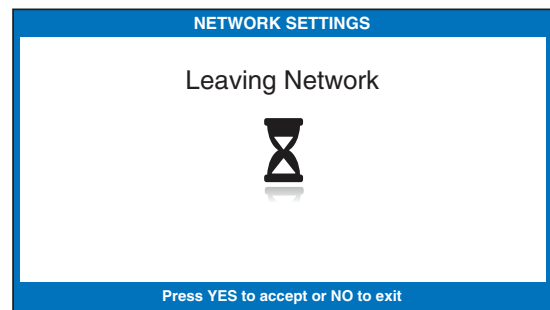 NETWORK SETTINGS
Leaving Network
Press YES to accept or NO to exit